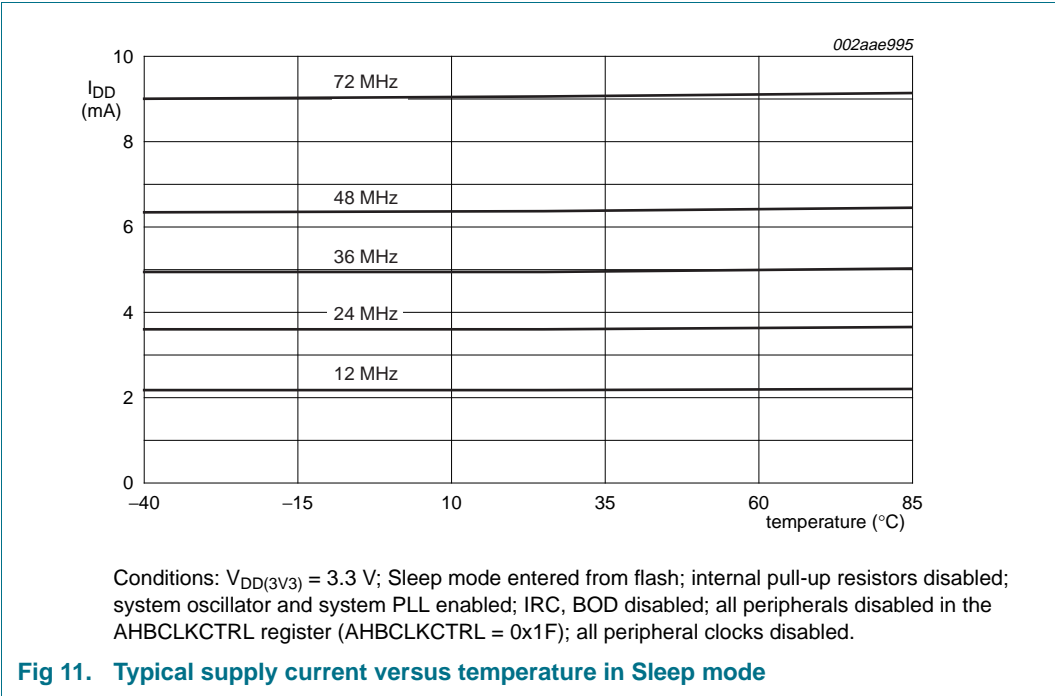 002aae995
10
I_DD
(mA)
72 MHz
8
48 MHz
6
36 MHz
4
24 MHz
12 MHz
2
0
−40 −15 10 35 60 85
temperature (°C)
Conditions: V_DD(3V3) = 3.3 V; Sleep mode entered from flash; internal pull-up resistors disabled;
system oscillator and system PLL enabled; IRC, BOD disabled; all peripherals disabled in the
AHBCLKCTRL register (AHBCLKCTRL = 0x1F); all peripheral clocks disabled.
Fig 11. Typical supply current versus temperature in Sleep mode